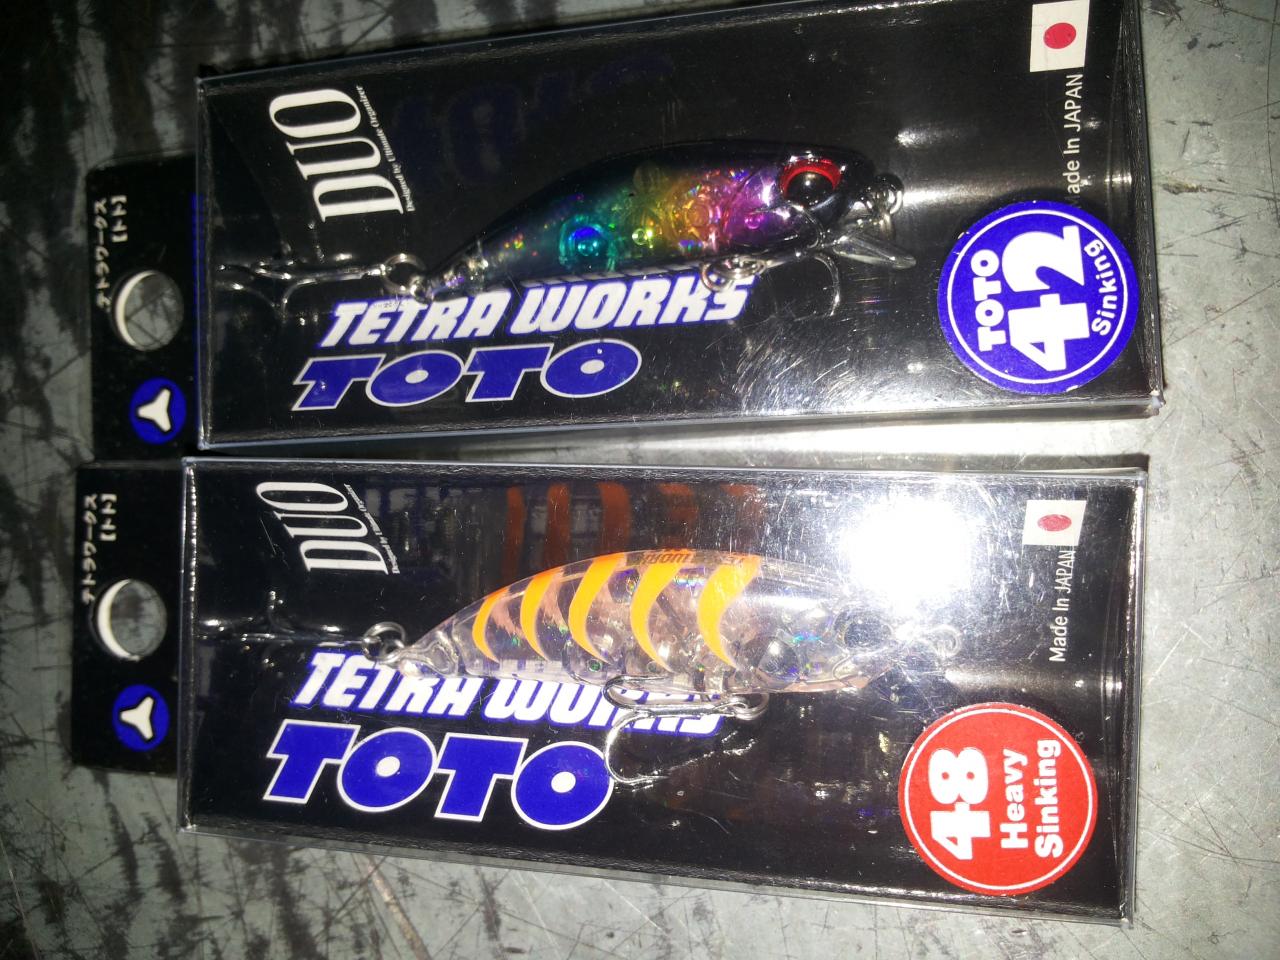 テトラワークス
【トト】
DUO
Designed by Ultimate Organizer
TETRA WORKS
TOTO
Made In JAPAN
TOTO
42
Sinking
テトラワークス
【トト】
DUO
Designed by Ultimate Organizer
TETRA WORKS
TOTO
Made In JAPAN
48
Heavy
Sinking